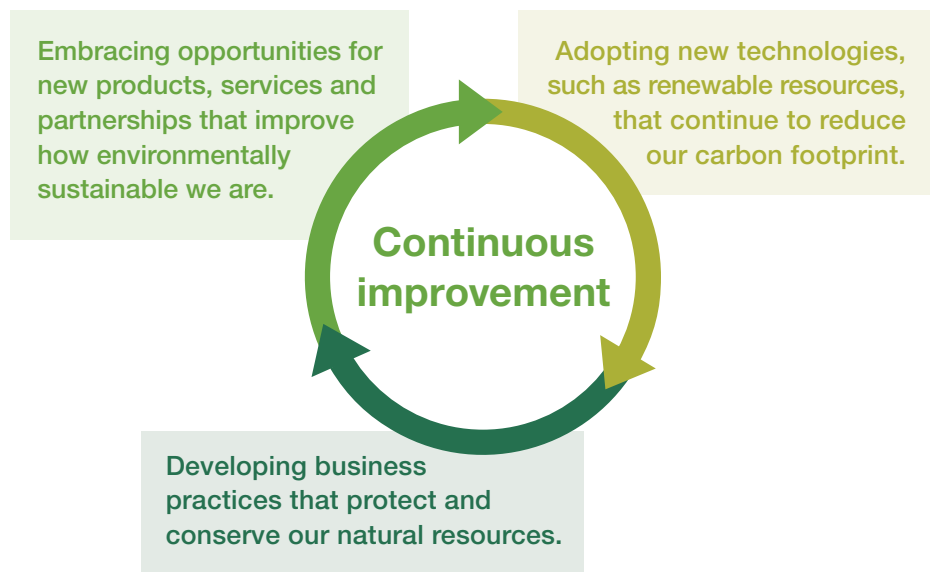 Embracing opportunities for
new products, services and
partnerships that improve
how environmentally
sustainable we are.
Adopting new technologies,
such as renewable resources,
that continue to reduce
our carbon footprint.
Continuous
improvement
Developing business
practices that protect and
conserve our natural resources.